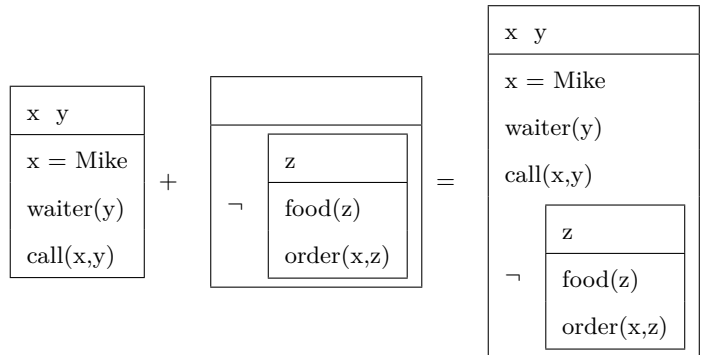 x y
x = Mike
waiter(y)
call(x,y)
+
¬
z
food(z)
order(x,z)
=
x y
x = Mike
waiter(y)
call(x,y)
¬
z
food(z)
order(x,z)